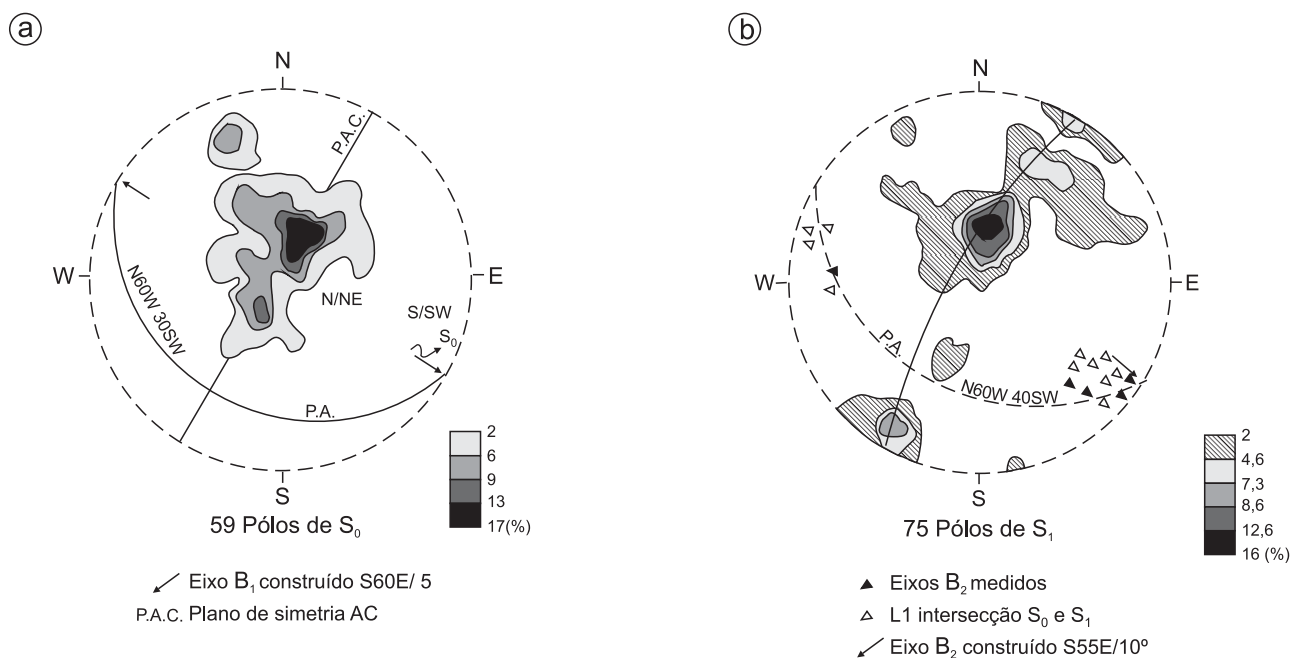 a
N
P.A.C.
W
E
N/NE
S/SW
S0
N60W 30SW
P.A.
S
2
6
9
13
17(%)
59 Pólos de S0
Eixo B1 construído S60E/ 5
P.A.C. Plano de simetria AC
b
N
W
E
P.A.
N60W 40SW
S
2
4,6
7,3
8,6
12,6
16 (%)
75 Pólos de S1
Eixos B2 medidos
L1 intersecção S0 e S1
Eixo B2 construído S55E/10º